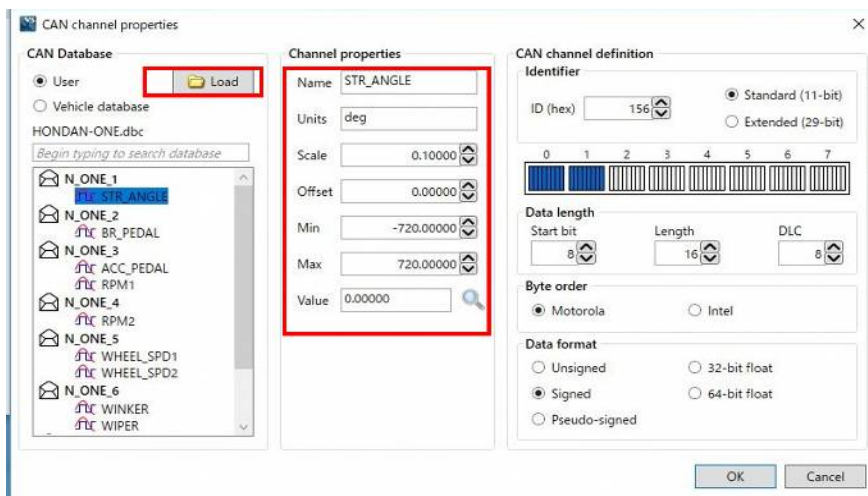 CAN channel properties
CAN Database
User
Load
Vehicle database
HONDAN-ONE.dbc
Begin typing to search database
N_ONE_1
STR_ANGLE
N_ONE_2
BR_PEDAL
N_ONE_3
ACC_PEDAL
RPM1
N_ONE_4
RPM2
N_ONE_5
WHEEL_SPD1
WHEEL_SPD2
N_ONE_6
WINKER
WIPER
Channel properties
Name STR_ANGLE
Units deg
Scale 0.10000
Offset 0.00000
Min -720.00000
Max 720.00000
Value 0.00000
CAN channel definition
Identifier
ID (hex) 156
Standard (11-bit)
Extended (29-bit)
0 1 2 3 4 5 6 7
Data length
Start bit Length DLC
8 16 8
Byte order
Motorola Intel
Data format
Unsigned 32-bit float
Signed 64-bit float
Pseudo-signed
OK Cancel